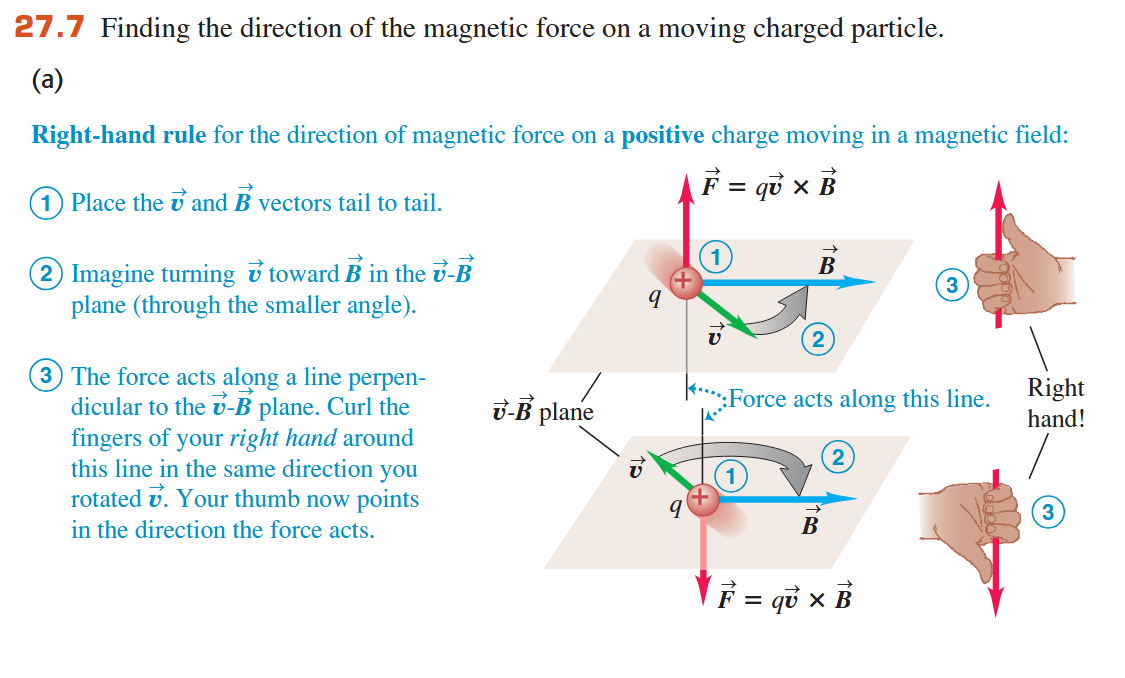 27.7 Finding the direction of the magnetic force on a moving charged particle.
(a)
Right-hand rule for the direction of magnetic force on a positive charge moving in a magnetic field:
1 Place the v⃗ and B⃗ vectors tail to tail.
2 Imagine turning v⃗ toward B⃗ in the v⃗-B⃗
plane (through the smaller angle).
3 The force acts along a line perpen-
dicular to the v⃗-B⃗ plane. Curl the
fingers of your right hand around
this line in the same direction you
rotated v⃗. Your thumb now points
in the direction the force acts.
F⃗ = qv⃗ × B⃗
1
B⃗
+
q
v⃗
2
3
v⃗-B⃗ plane
Force acts along this line.
Right
hand!
v⃗
1
2
q
+
B⃗
3
F⃗ = qv⃗ × B⃗